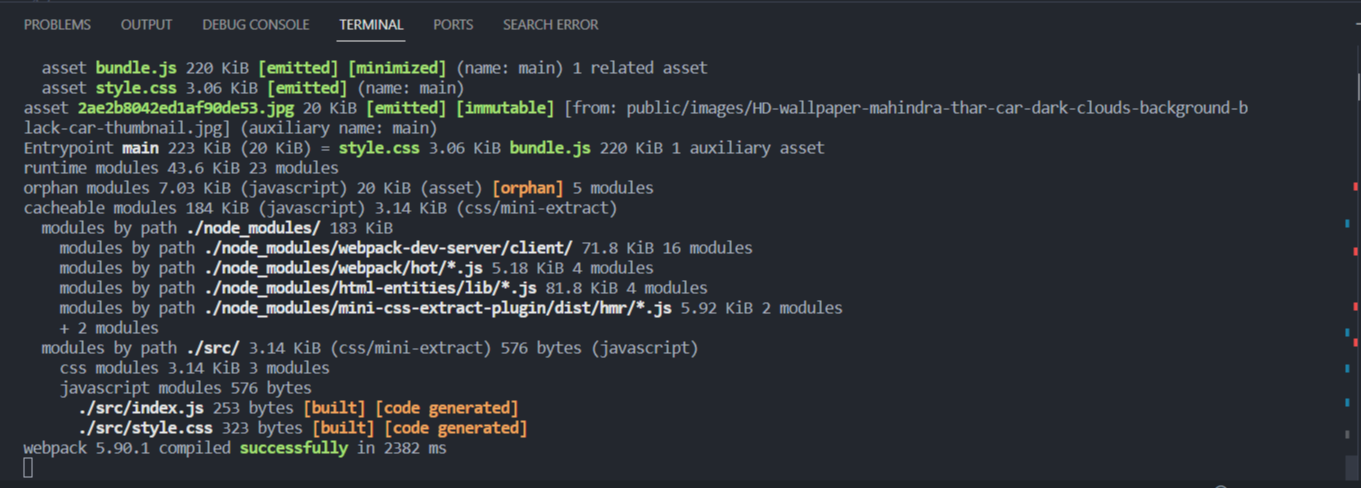 PROBLEMS OUTPUT DEBUG CONSOLE TERMINAL PORTS SEARCH ERROR
asset bundle.js 220 KiB [emitted] [minimized] (name: main) 1 related asset
asset style.css 3.06 KiB [emitted] (name: main)
asset 2ae2b8042ed1af90de53.jpg 20 KiB [emitted] [immutable] [from: public/images/HD-wallpaper-mahindra-thar-car-dark-clouds-background-b
lack-car-thumbnail.jpg] (auxiliary name: main)
Entrypoint main 223 KiB (20 KiB) = style.css 3.06 KiB bundle.js 220 KiB 1 auxiliary asset
runtime modules 43.6 KiB 23 modules
orphan modules 7.03 KiB (javascript) 20 KiB (asset) [orphan] 5 modules
cacheable modules 184 KiB (javascript) 3.14 KiB (css/mini-extract)
modules by path ./node_modules/ 183 KiB
modules by path ./node_modules/webpack-dev-server/client/ 71.8 KiB 16 modules
modules by path ./node_modules/webpack/hot/*.js 5.18 KiB 4 modules
modules by path ./node_modules/html-entities/lib/*.js 81.8 KiB 4 modules
modules by path ./node_modules/mini-css-extract-plugin/dist/hmr/*.js 5.92 KiB 2 modules
+ 2 modules
modules by path ./src/ 3.14 KiB (css/mini-extract) 576 bytes (javascript)
css modules 3.14 KiB 3 modules
javascript modules 576 bytes
./src/index.js 253 bytes [built] [code generated]
./src/style.css 323 bytes [built] [code generated]
webpack 5.90.1 compiled successfully in 2382 ms